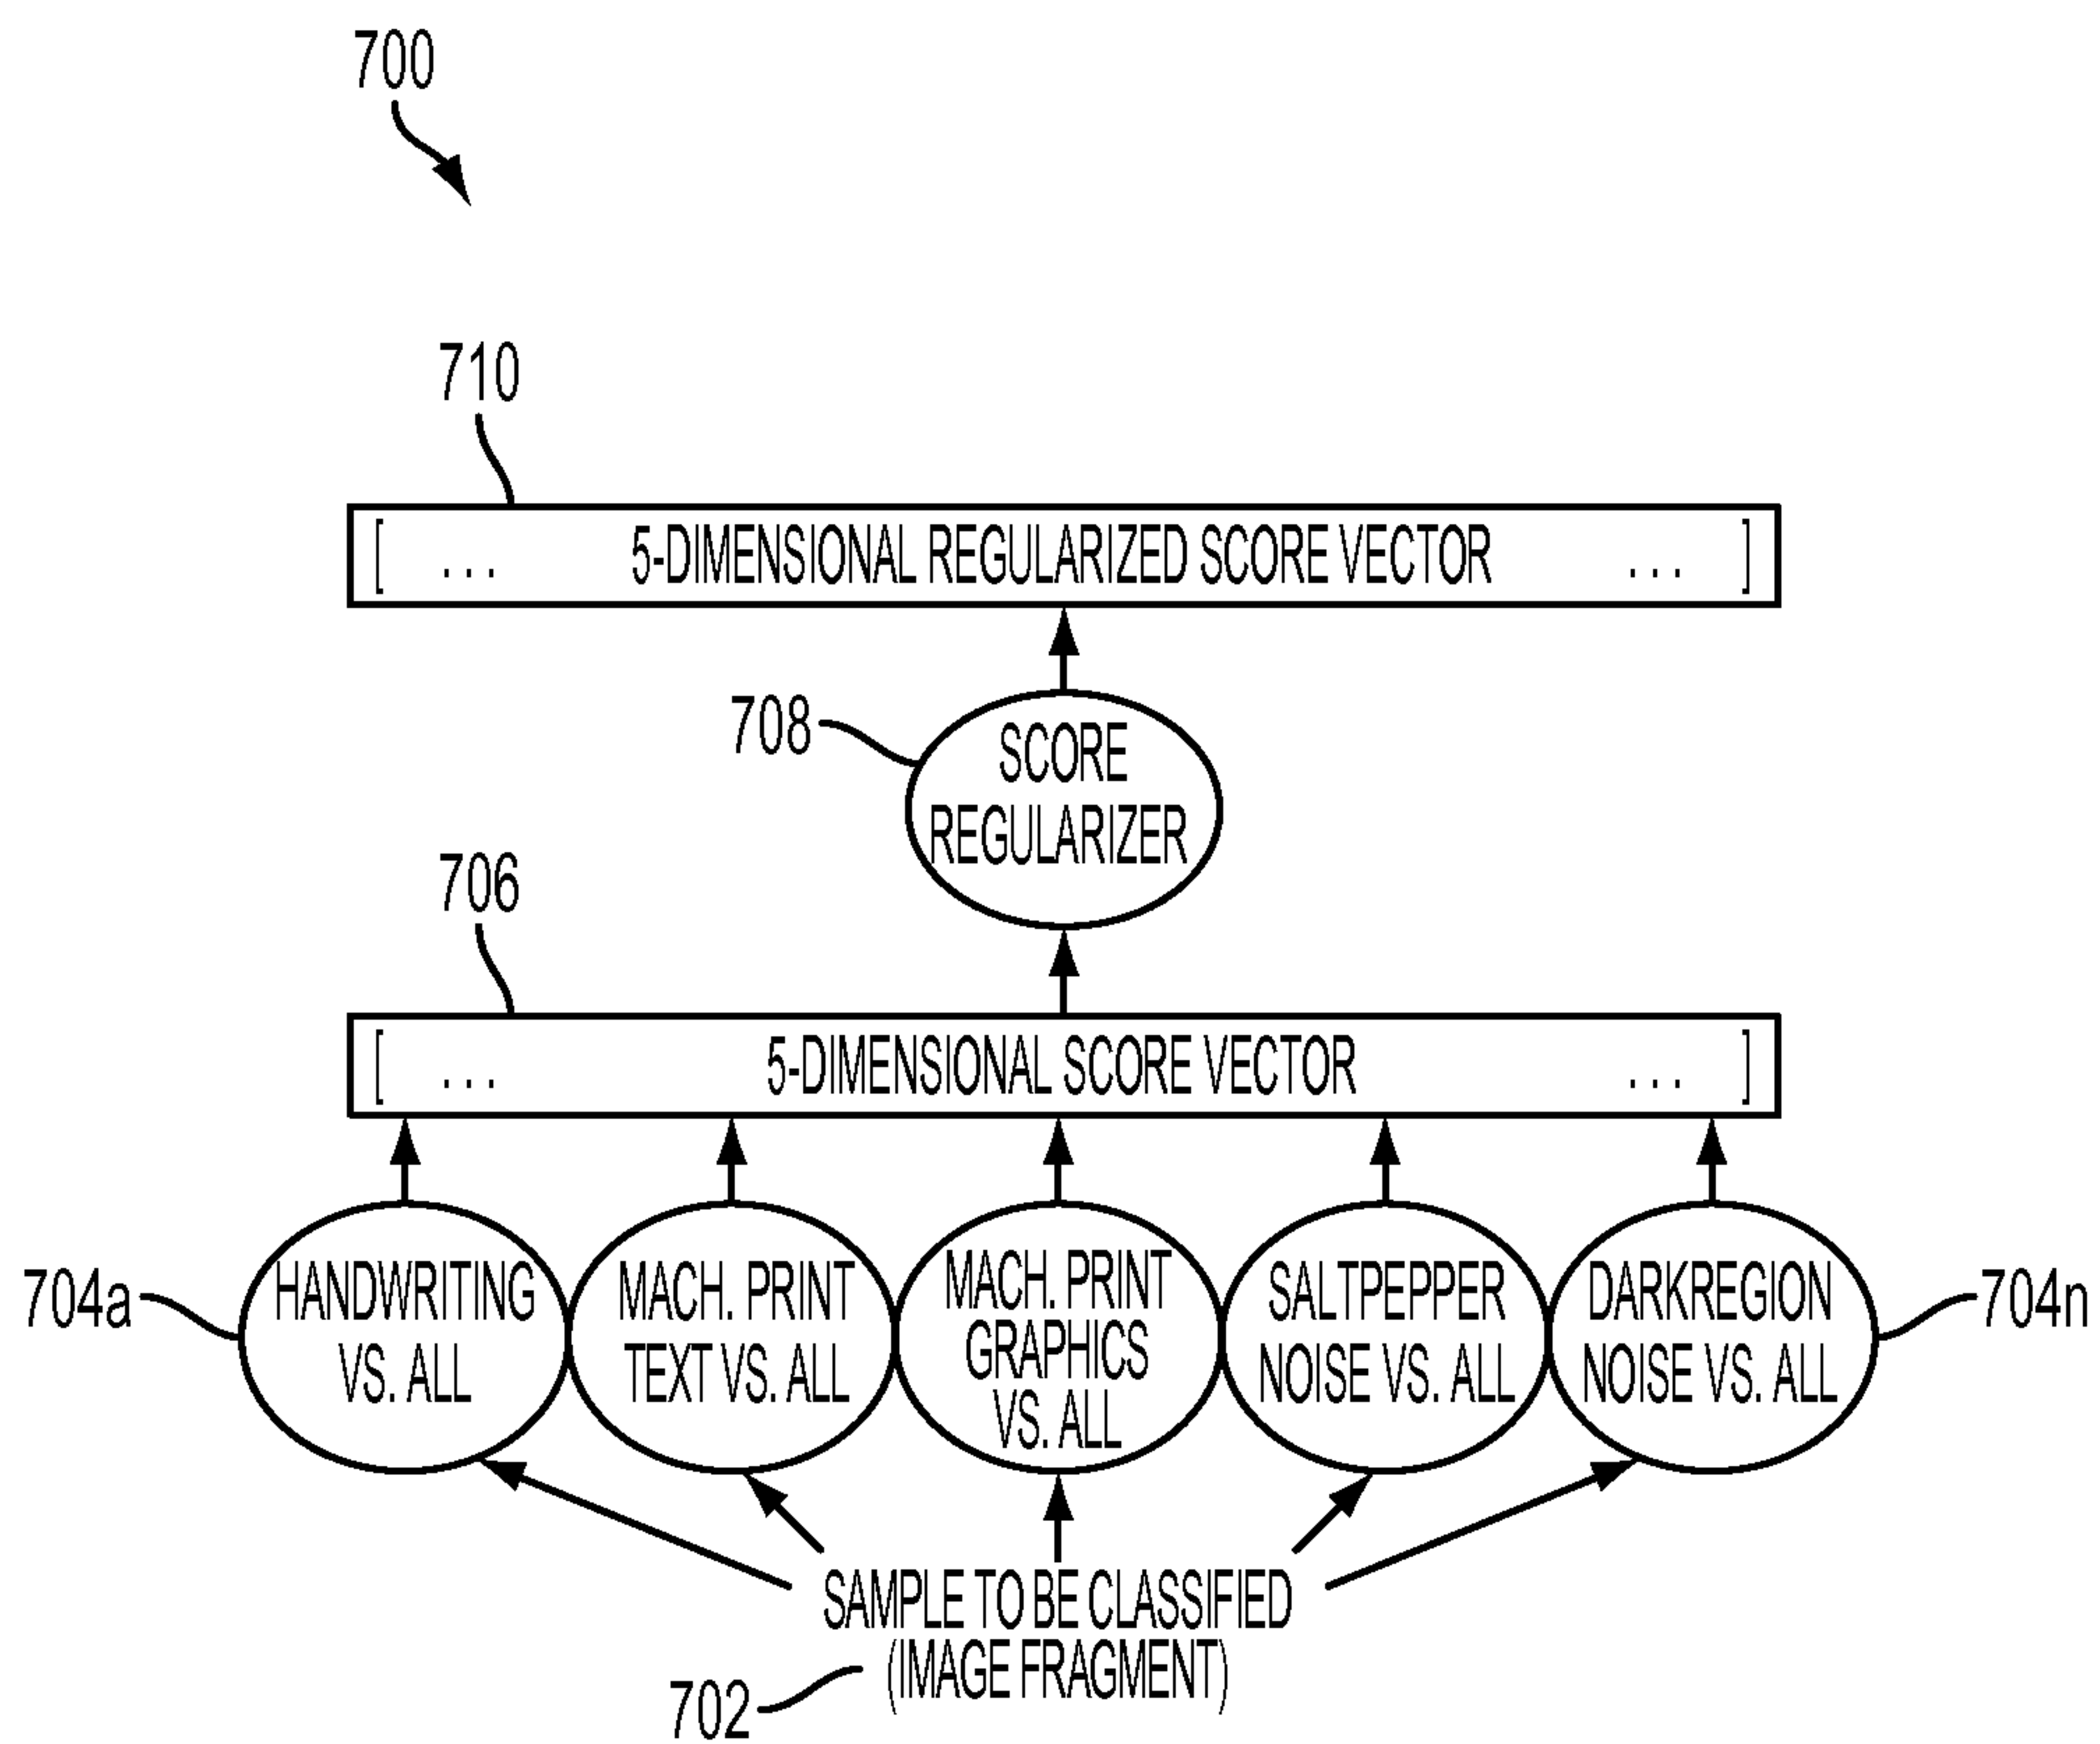 700
710
[ ... 5-DIMENSIONAL REGULARIZED SCORE VECTOR ... ]
708
SCORE
REGULARIZER
706
[ ... 5-DIMENSIONAL SCORE VECTOR ... ]
704a
HANDWRITING
VS. ALL
MACH. PRINT
TEXT VS. ALL
MACH. PRINT
GRAPHICS
VS. ALL
SALTPEPPER
NOISE VS. ALL
DARKREGION
NOISE VS. ALL
704n
SAMPLE TO BE CLASSIFIED
(IMAGE FRAGMENT)
702